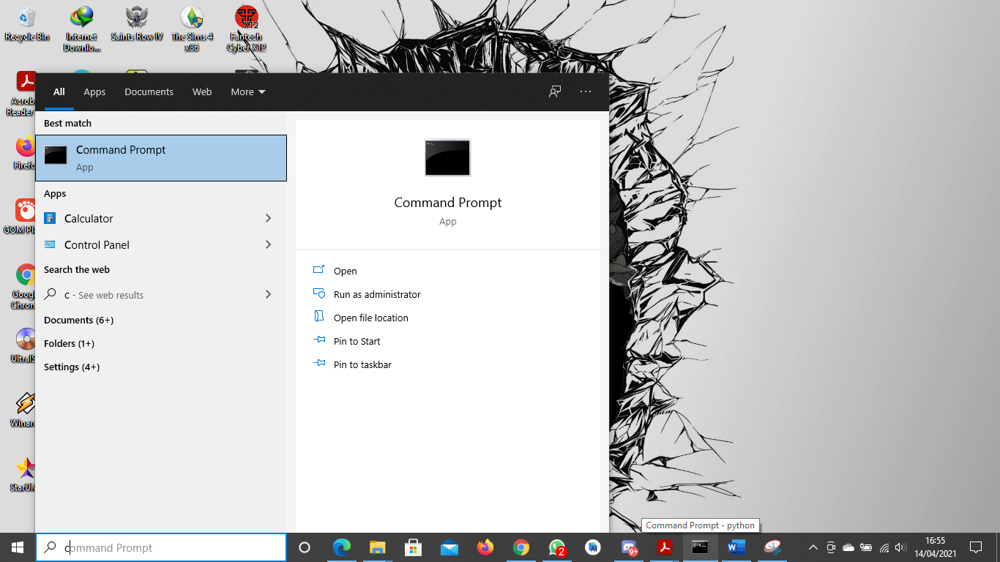 Recycle Bin
Internet
Downlo...
Saints Row IV
The Sims 4
x86
Fantech
Cyber X12
X12
Acrob
Reader
Firefo
GOM Pl
Goog
Chron
UltraIS
Winam
StarUM
All
Apps
Documents
Web
More
Best match
Command Prompt
App
Apps
Calculator
Control Panel
Search the web
c - See web results
Documents (6+)
Folders (1+)
Settings (4+)
Command Prompt
App
Open
Run as administrator
Open file location
Pin to Start
Pin to taskbar
Command Prompt - python
command Prompt
2
9+
16:55
14/04/2021